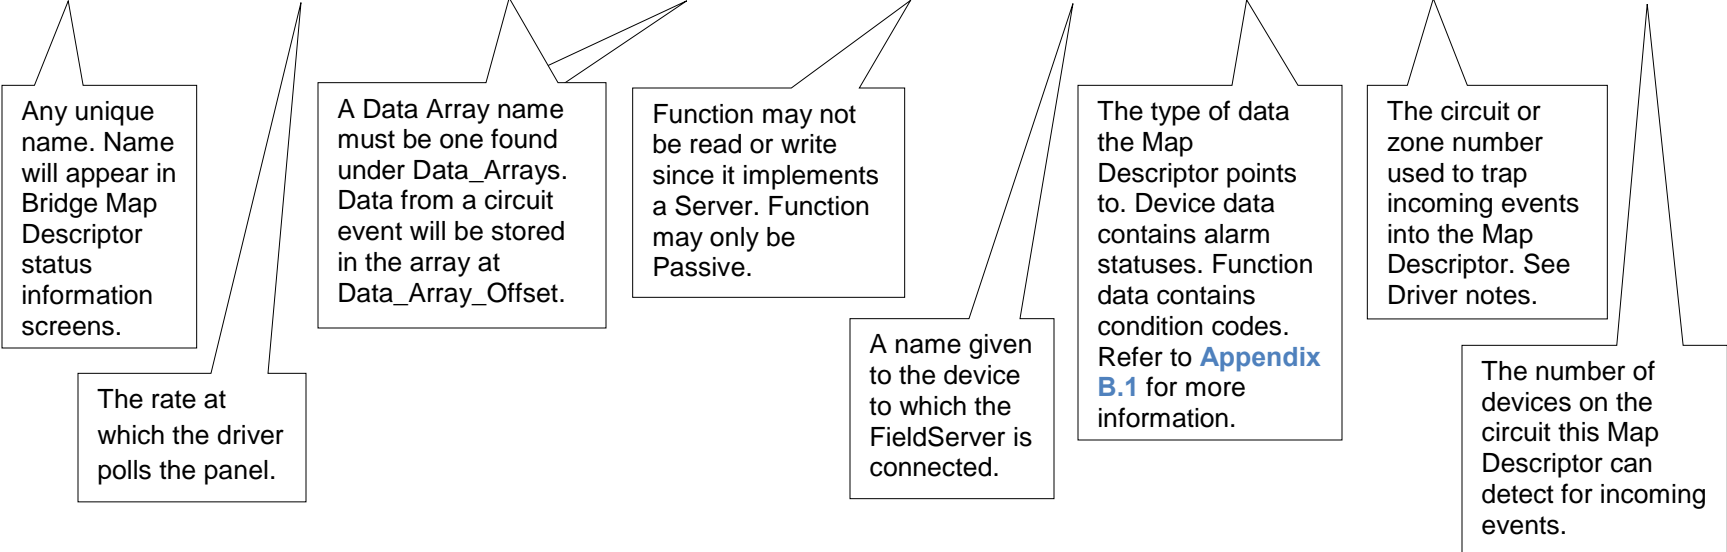 Any unique
name. Name
will appear in
Bridge Map
Descriptor
status
information
screens.
The rate at
which the driver
polls the panel.
A Data Array name
must be one found
under Data_Arrays.
Data from a circuit
event will be stored
in the array at
Data_Array_Offset.
Function may not
be read or write
since it implements
a Server. Function
may only be
Passive.
A name given
to the device
to which the
FieldServer is
connected.
The type of data
the Map
Descriptor points
to. Device data
contains alarm
statuses. Function
data contains
condition codes.
Refer to Appendix
B.1 for more
information.
The circuit or
zone number
used to trap
incoming events
into the Map
Descriptor. See
Driver notes.
The number of
devices on the
circuit this Map
Descriptor can
detect for incoming
events.